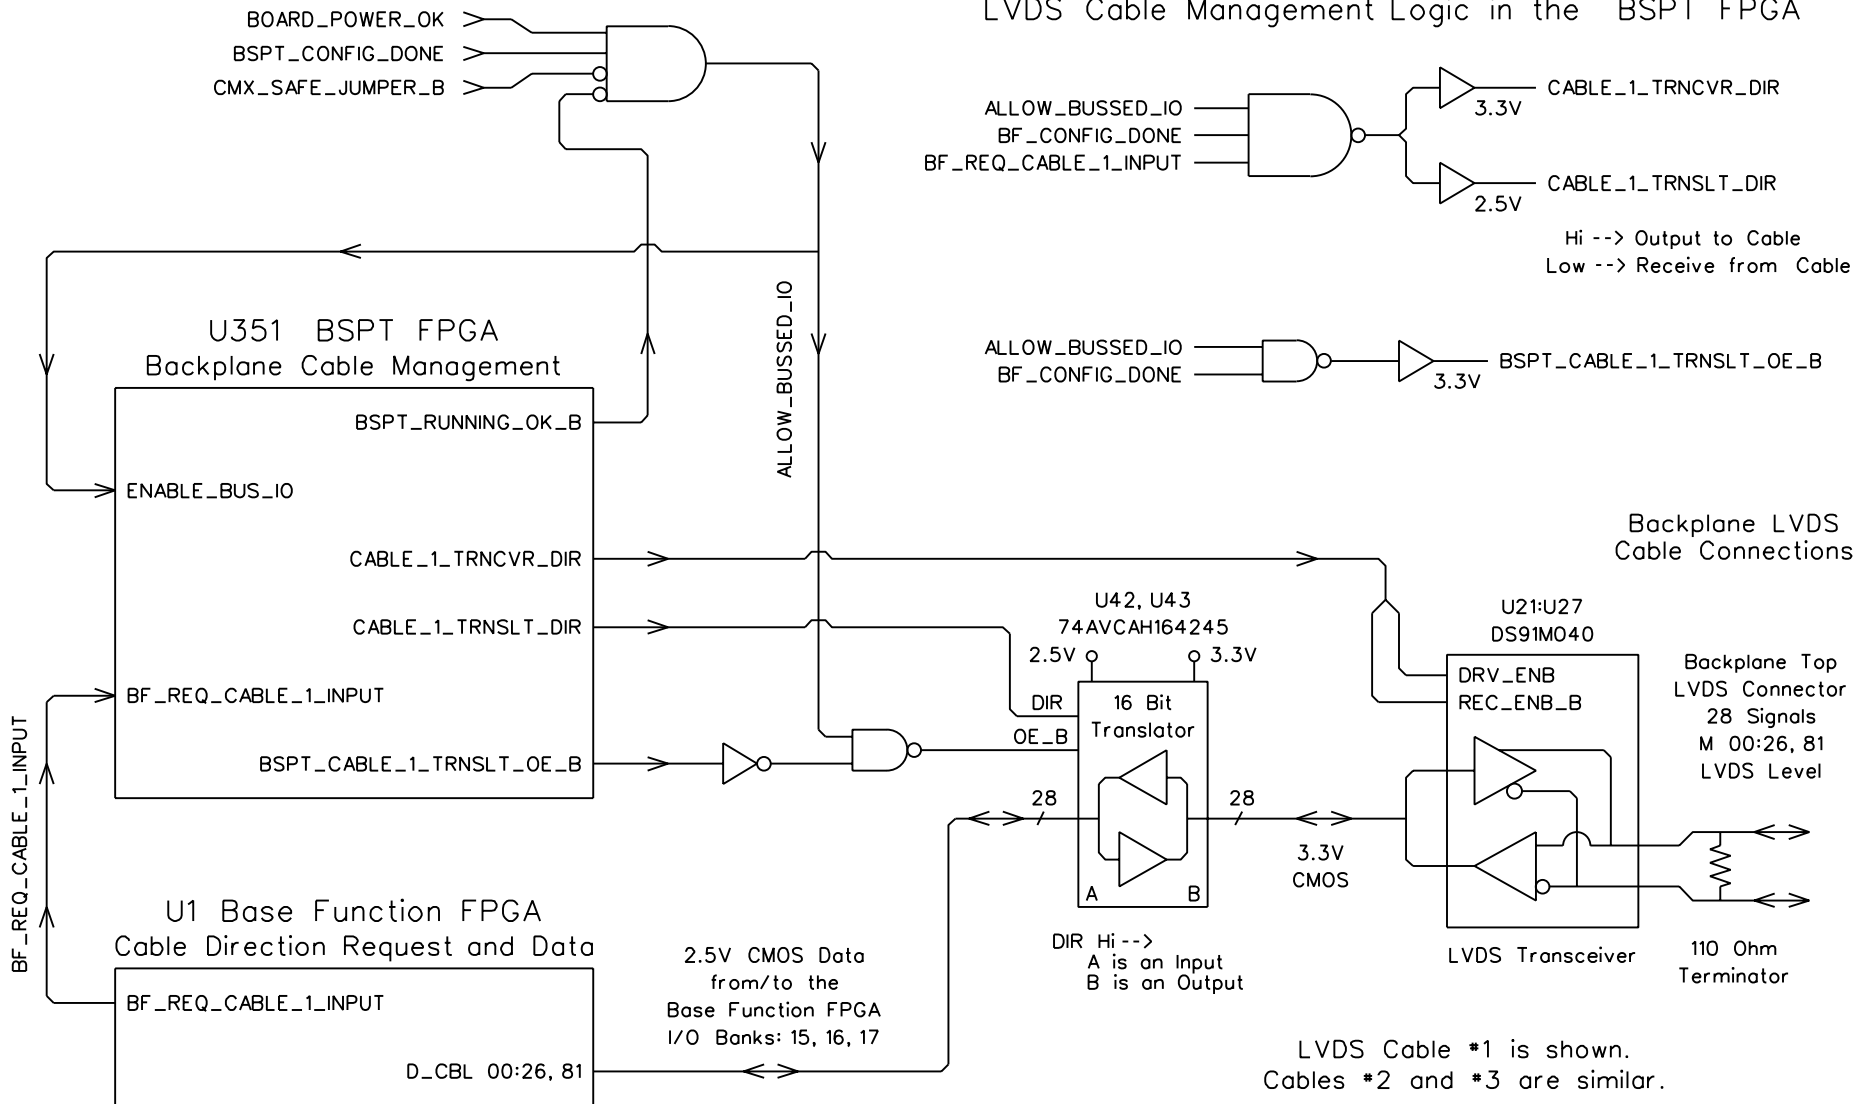 LVDS Cable Management Logic in the BSPT FPGA
BOARD_POWER_OK
BSPT_CONFIG_DONE
CMX_SAFE_JUMPER_B
ALLOW_BUSSED_IO
BF_CONFIG_DONE
BF_REQ_CABLE_1_INPUT
CABLE_1_TRNCVR_DIR
3.3V
CABLE_1_TRNSLT_DIR
2.5V
Hi --> Output to Cable
Low --> Receive from Cable
ALLOW_BUSSED_IO
BF_CONFIG_DONE
BSPT_CABLE_1_TRNSLT_OE_B
3.3V
ALLOW_BUSSED_IO
U351 BSPT FPGA
Backplane Cable Management
BSPT_RUNNING_OK_B
ENABLE_BUS_IO
CABLE_1_TRNCVR_DIR
CABLE_1_TRNSLT_DIR
BF_REQ_CABLE_1_INPUT
BSPT_CABLE_1_TRNSLT_OE_B
BF_REQ_CABLE_1_INPUT
Backplane LVDS
Cable Connections
U42, U43
74AVCAH164245
2.5V
3.3V
DIR
16 Bit
Translator
OE_B
28
28
A
B
DIR Hi -->
A is an Input
B is an Output
3.3V
CMOS
U21:U27
DS91M040
DRV_ENB
REC_ENB_B
LVDS Transceiver
Backplane Top
LVDS Connector
28 Signals
M 00:26, 81
LVDS Level
110 Ohm
Terminator
U1 Base Function FPGA
Cable Direction Request and Data
BF_REQ_CABLE_1_INPUT
D_CBL 00:26, 81
2.5V CMOS Data
from/to the
Base Function FPGA
I/O Banks: 15, 16, 17
LVDS Cable #1 is shown.
Cables #2 and #3 are similar.